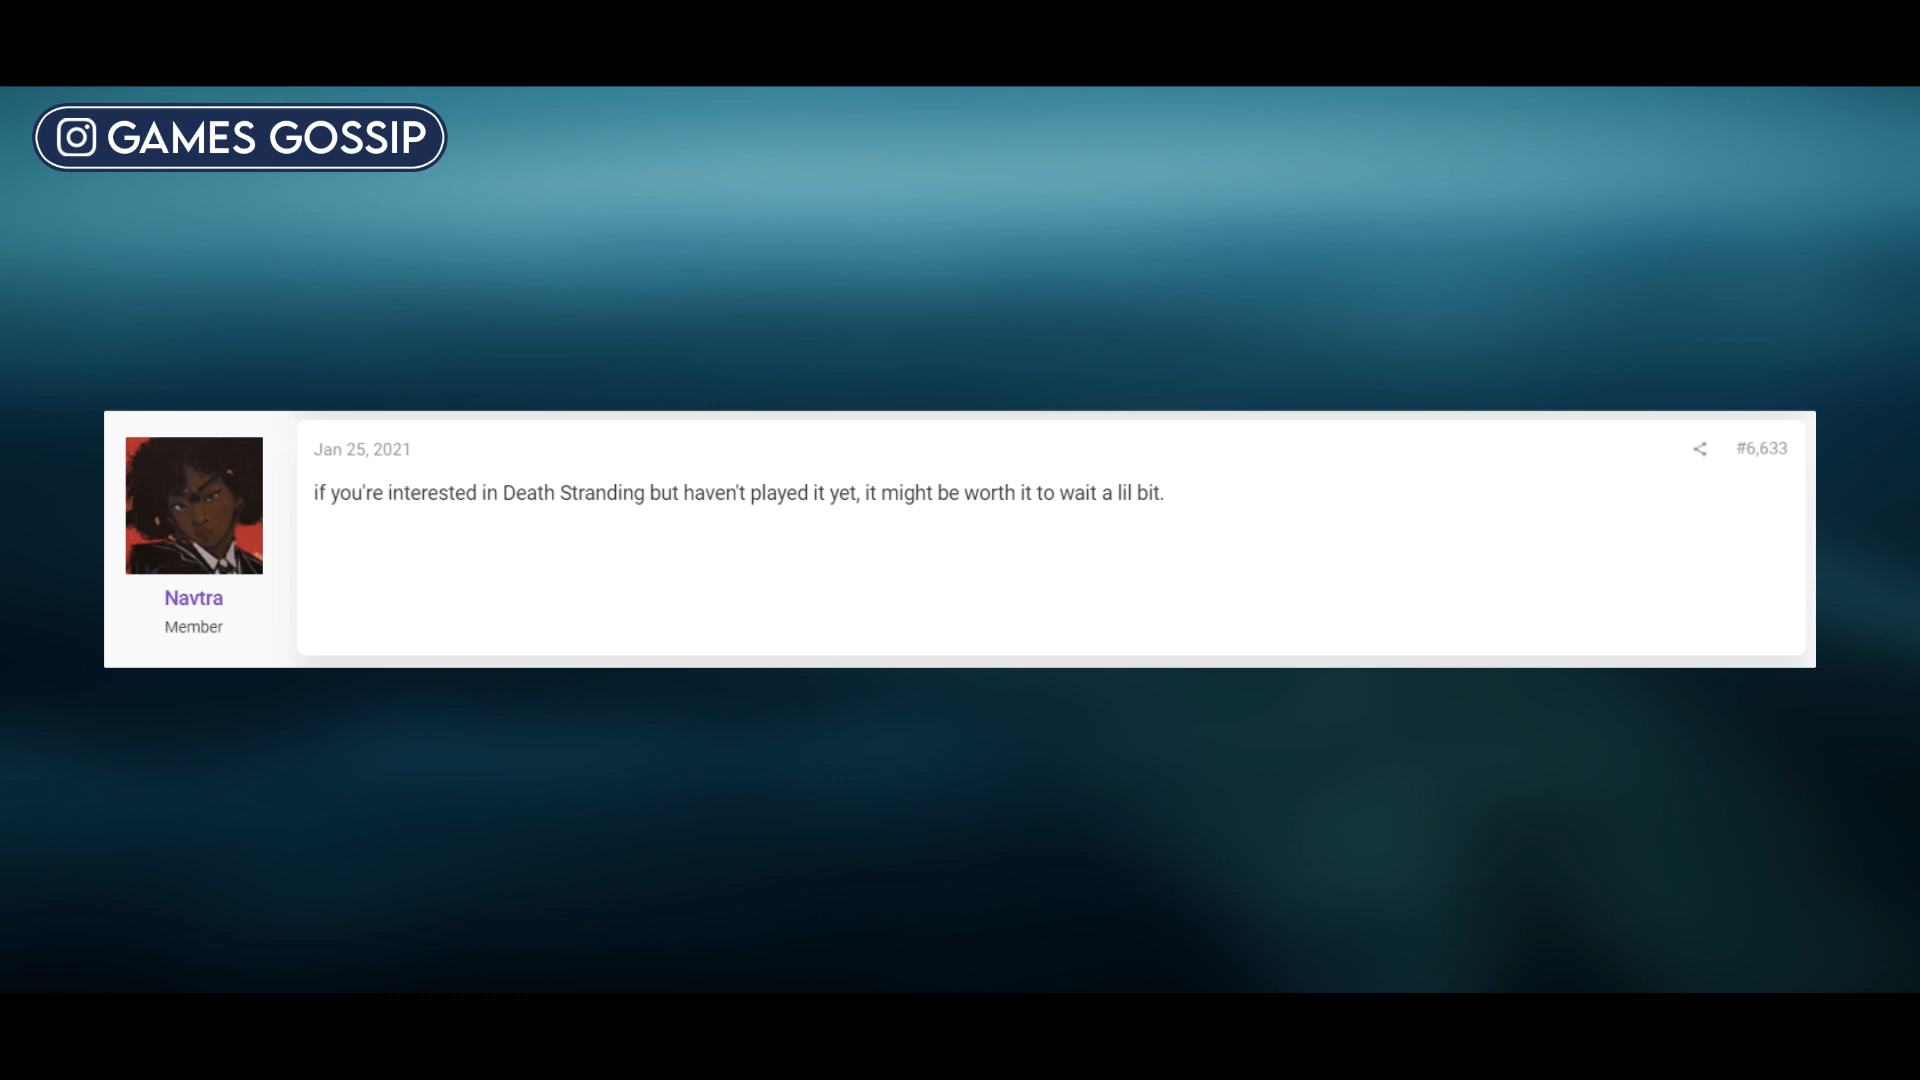 GAMES GOSSIP
Jan 25, 2021
#6,633
if you're interested in Death Stranding but haven't played it yet, it might be worth it to wait a lil bit.
Navtra
Member